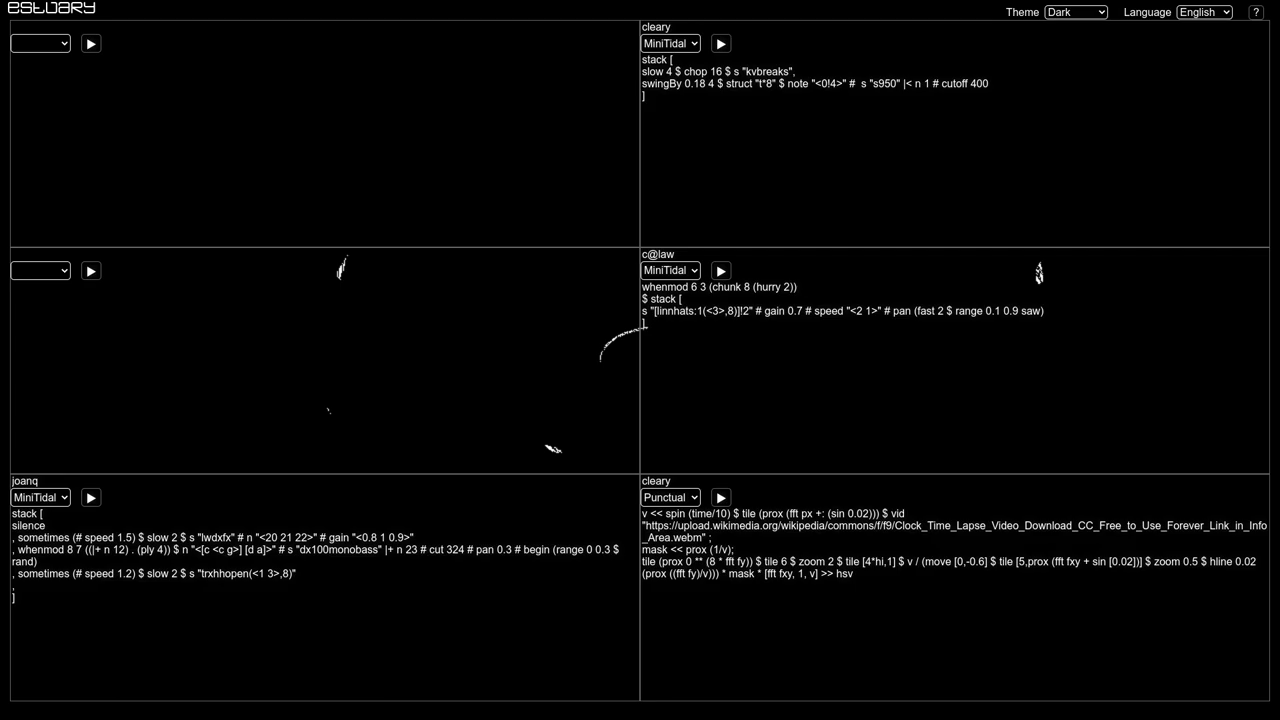 estuary
Theme Dark Language English ?
cleary
MiniTidal
stack [
slow 4 $ chop 16 $ s "kvbreaks",
swingBy 0.18 4 $ struct "t*8" $ note "<0!4>" # s "s950" |< n 1 # cutoff 400
]
c@law
MiniTidal
whenmod 6 3 (chunk 8 (hurry 2))
$ stack [
s "[linnhats:1(<3>,8)]!2" # gain 0.7 # speed "<2 1>" # pan (fast 2 $ range 0.1 0.9 saw)
]
joanq
MiniTidal
stack [
silence
, sometimes (# speed 1.5) $ slow 2 $ s "lwdxfx" # n "<20 21 22>" # gain "<0.8 1 0.9>"
, whenmod 8 7 ((|+ n 12) . (ply 4)) $ n "<[c <c g>] [d a]>" # s "dx100monobass" |+ n 23 # cut 324 # pan 0.3 # begin (range 0 0.3 $
rand)
, sometimes (# speed 1.2) $ slow 2 $ s "trxhhopen(<1 3>,8)"
,
]
cleary
Punctual
v << spin (time/10) $ tile (prox (fft px +: (sin 0.02))) $ vid
"https://upload.wikimedia.org/wikipedia/commons/f/f9/Clock_Time_Lapse_Video_Download_CC_Free_to_Use_Forever_Link_in_Info
_Area.webm" ;
mask << prox (1/v);
tile (prox 0 ** (8 * fft fy)) $ tile 6 $ zoom 2 $ tile [4*hi,1] $ v / (move [0,-0.6] $ tile [5,prox (fft fxy + sin [0.02])] $ zoom 0.5 $ hline 0.02
(prox ((fft fy)/v))) * mask * [fft fxy, 1, v] >> hsv